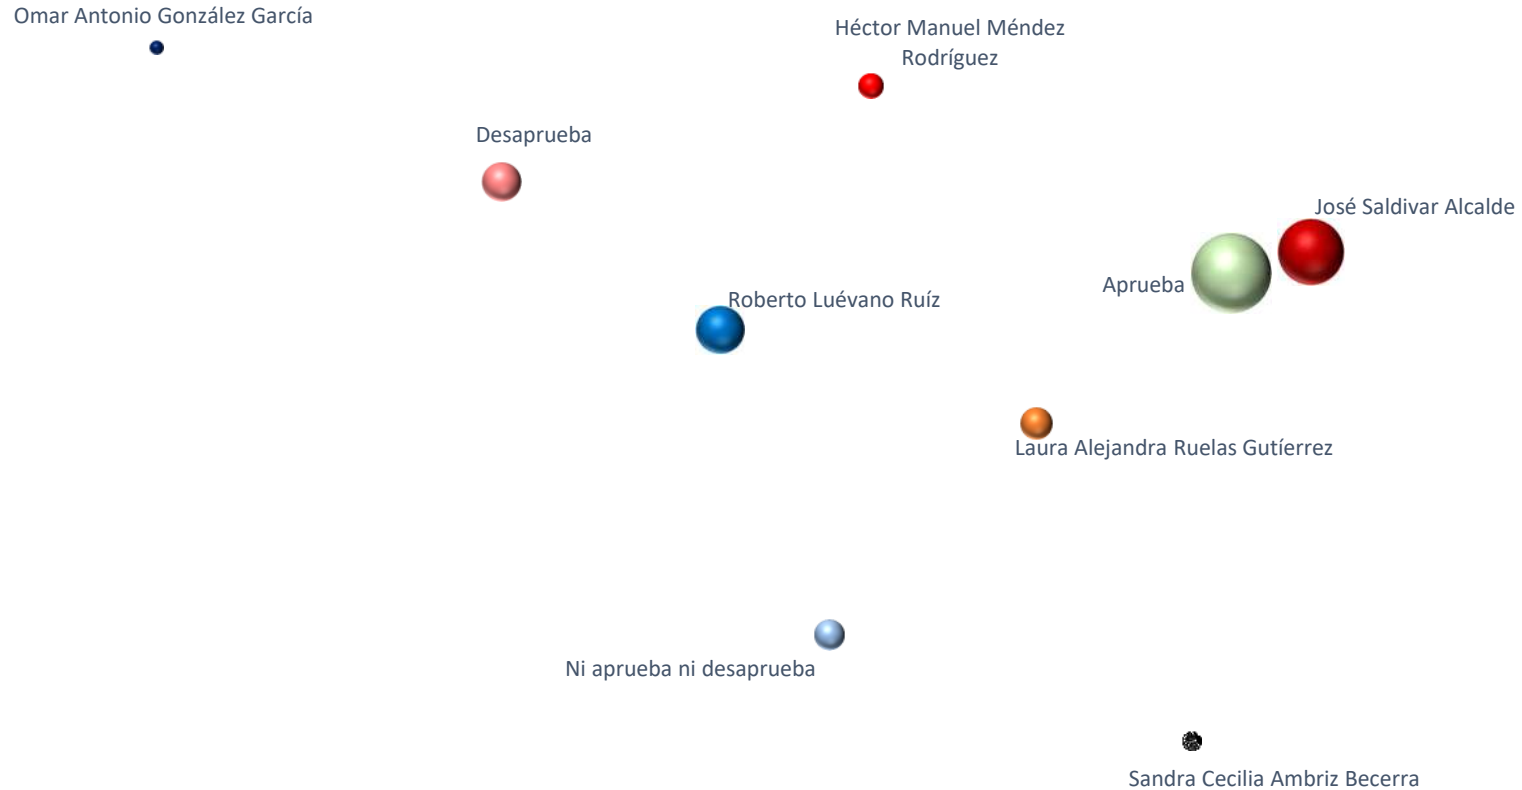 Omar Antonio González García
Héctor Manuel Méndez
Rodríguez
Desaprueba
José Saldivar Alcalde
Aprueba
Roberto Luévano Ruíz
Laura Alejandra Ruelas Gutíerrez
Ni aprueba ni desaprueba
Sandra Cecilia Ambriz Becerra